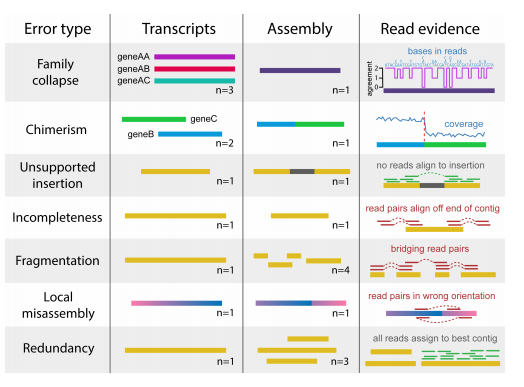 Error type Transcripts Assembly Read evidence
Family collapse
geneAA
geneAB
geneAC
n=3
n=1
bases in reads
agreement
2
1
0
Chimerism
geneC
geneB
n=2
n=1
coverage
Unsupported insertion
n=1
n=1
no reads align to insertion
Incompleteness
n=1
n=1
read pairs align off end of contig
Fragmentation
n=1
n=4
bridging read pairs
Local misassembly
n=1
n=1
read pairs in wrong orientation
Redundancy
n=1
n=3
all reads assign to best contig